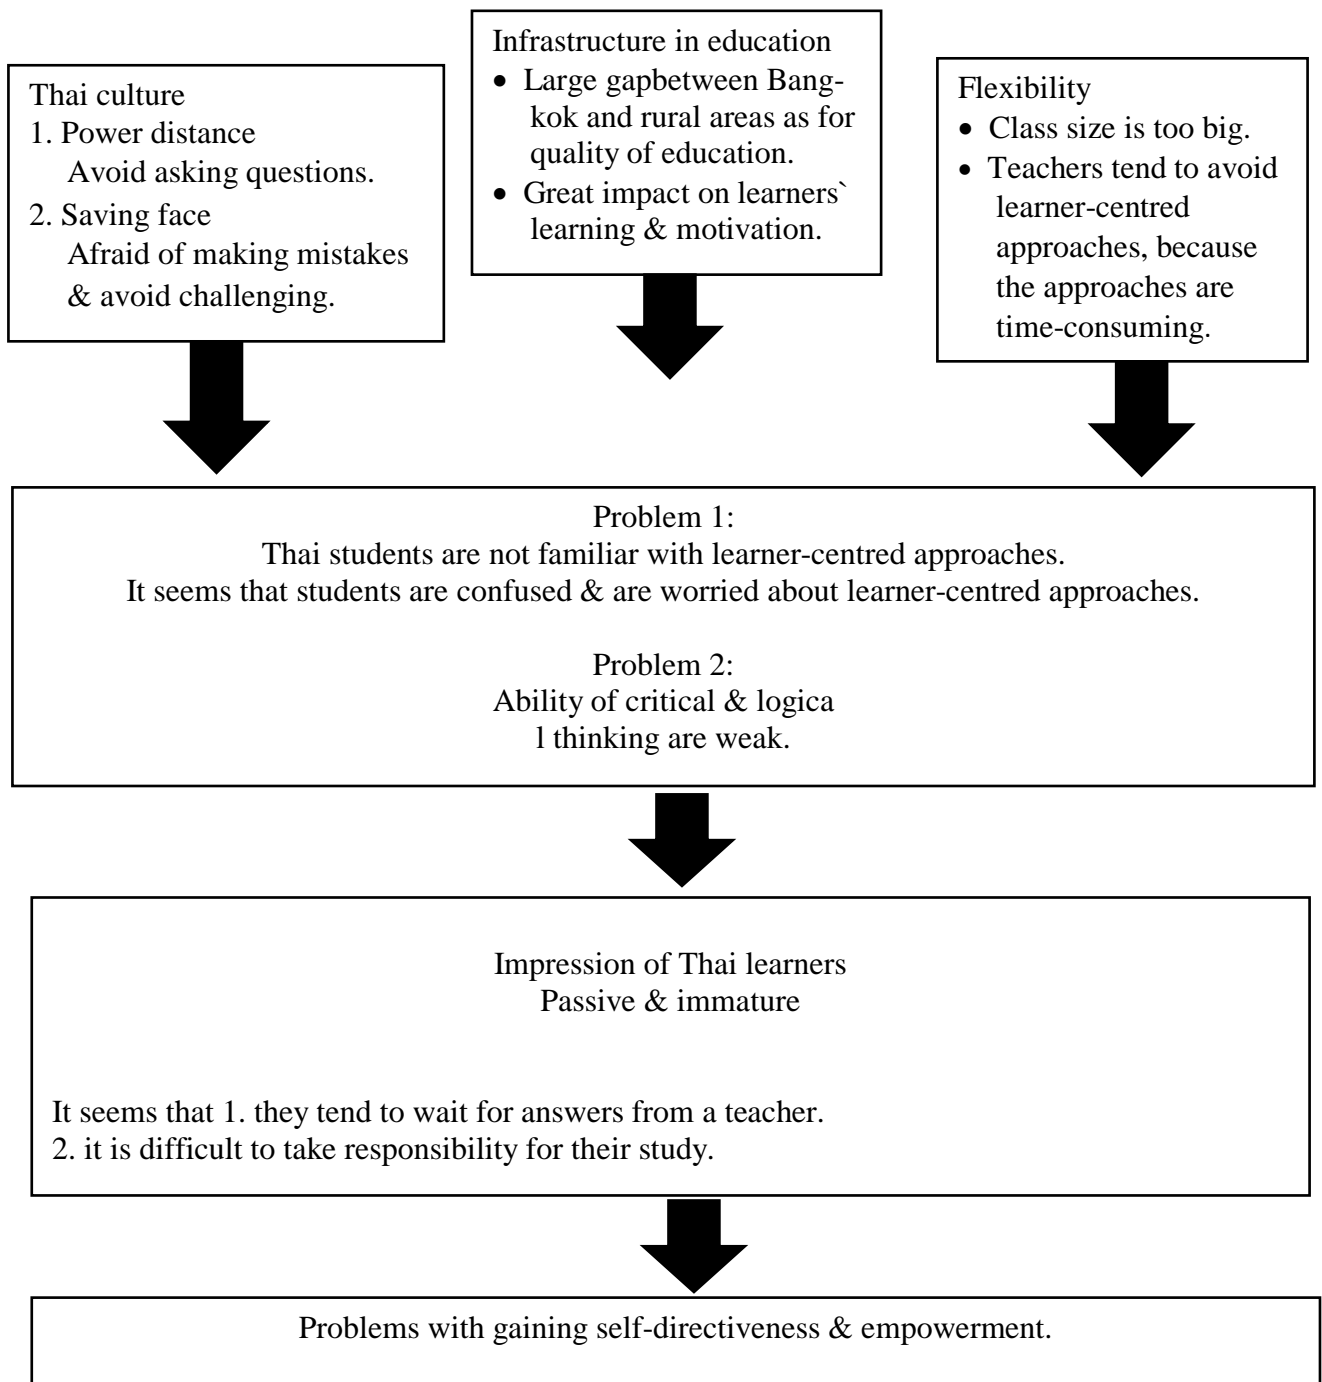 Thai culture
1. Power distance
Avoid asking questions.
2. Saving face
Afraid of making mistakes
& avoid challenging.
Infrastructure in education
• Large gapbetween Bang-
kok and rural areas as for
quality of education.
• Great impact on learners`
learning & motivation.
Flexibility
• Class size is too big.
• Teachers tend to avoid
learner-centred
approaches, because
the approaches are
time-consuming.
Problem 1:
Thai students are not familiar with learner-centred approaches.
It seems that students are confused & are worried about learner-centred approaches.
Problem 2:
Ability of critical & logica
l thinking are weak.
Impression of Thai learners
Passive & immature
It seems that 1. they tend to wait for answers from a teacher.
2. it is difficult to take responsibility for their study.
Problems with gaining self-directiveness & empowerment.